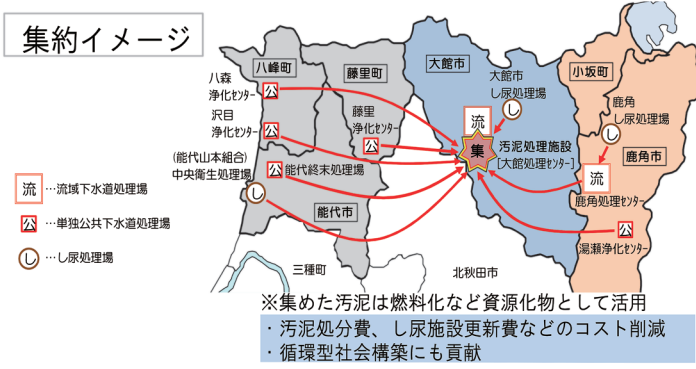 集約イメージ
八峰町
藤里町
大館市
小坂町
鹿角市
能代市
三種町
北秋田市
八森
浄化センター
公
沢目
浄化センター
公
藤里
浄化センター
公
(能代山本組合)
中央衛生処理場
し
公
能代終末処理場
大館市
し尿処理場
し
流
集
汚泥処理施設
[大館処理センター]
鹿角
し尿処理場
し
流
鹿角処理センター
公
湯瀬浄化センター
流 …流域下水道処理場
公 …単独公共下水道処理場
し …し尿処理場
※集めた汚泥は燃料化など資源化物として活用
・汚泥処分費、し尿施設更新費などのコスト削減
・循環型社会構築にも貢献